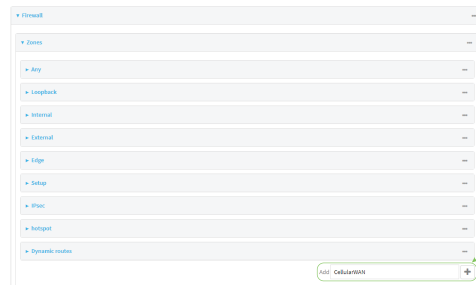 Firewall
Zones
Any
Loopback
Internal
External
Edge
Setup
IPsec
hotspot
Dynamic routes
Add CellularWAN